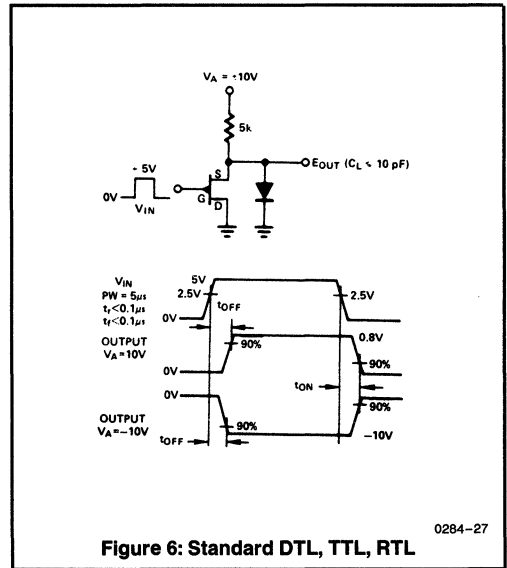 VA = ±10V
5k
EOUT (CL ≤ 10 pF)
S
G
D
+5V
0V
VIN
VIN
PW = 5μs
tr<0.1μs
tf<0.1μs
5V
2.5V
0V
2.5V
tOFF
OUTPUT
VA=10V
0V
90%
0.8V
90%
tON
0V
OUTPUT
VA=-10V
90%
90%
-10V
tOFF
0284-27
Figure 6: Standard DTL, TTL, RTL